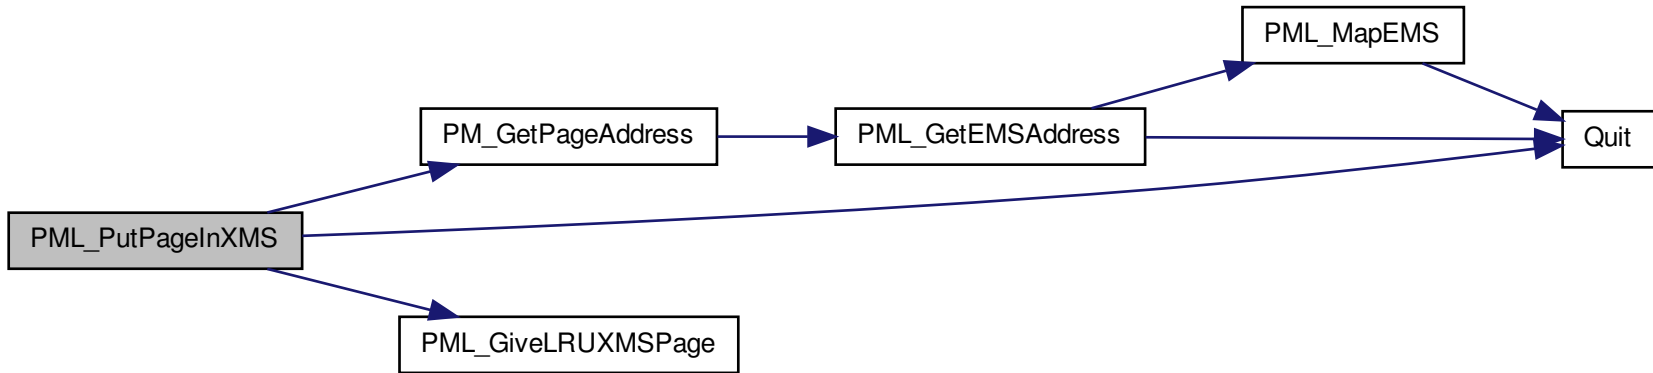 PML_MapEMS
PM_GetPageAddress
PML_GetEMSAddress
Quit
PML_PutPageInXMS
PML_GiveLRUXMSPage